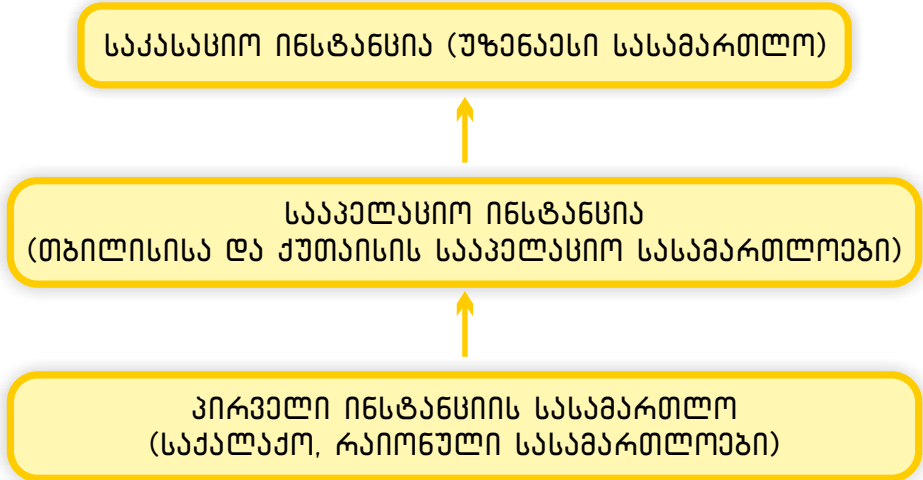 საკასაციო ინსტანცია (უზენაესი სასამართლო)
სააპელაციო ინსტანცია
(თბილისისა და ქუთაისის სააპელაციო სასამართლოები)
პირველი ინსტანციის სასამართლო
(საქალაქო, რაიონული სასამართლოები)